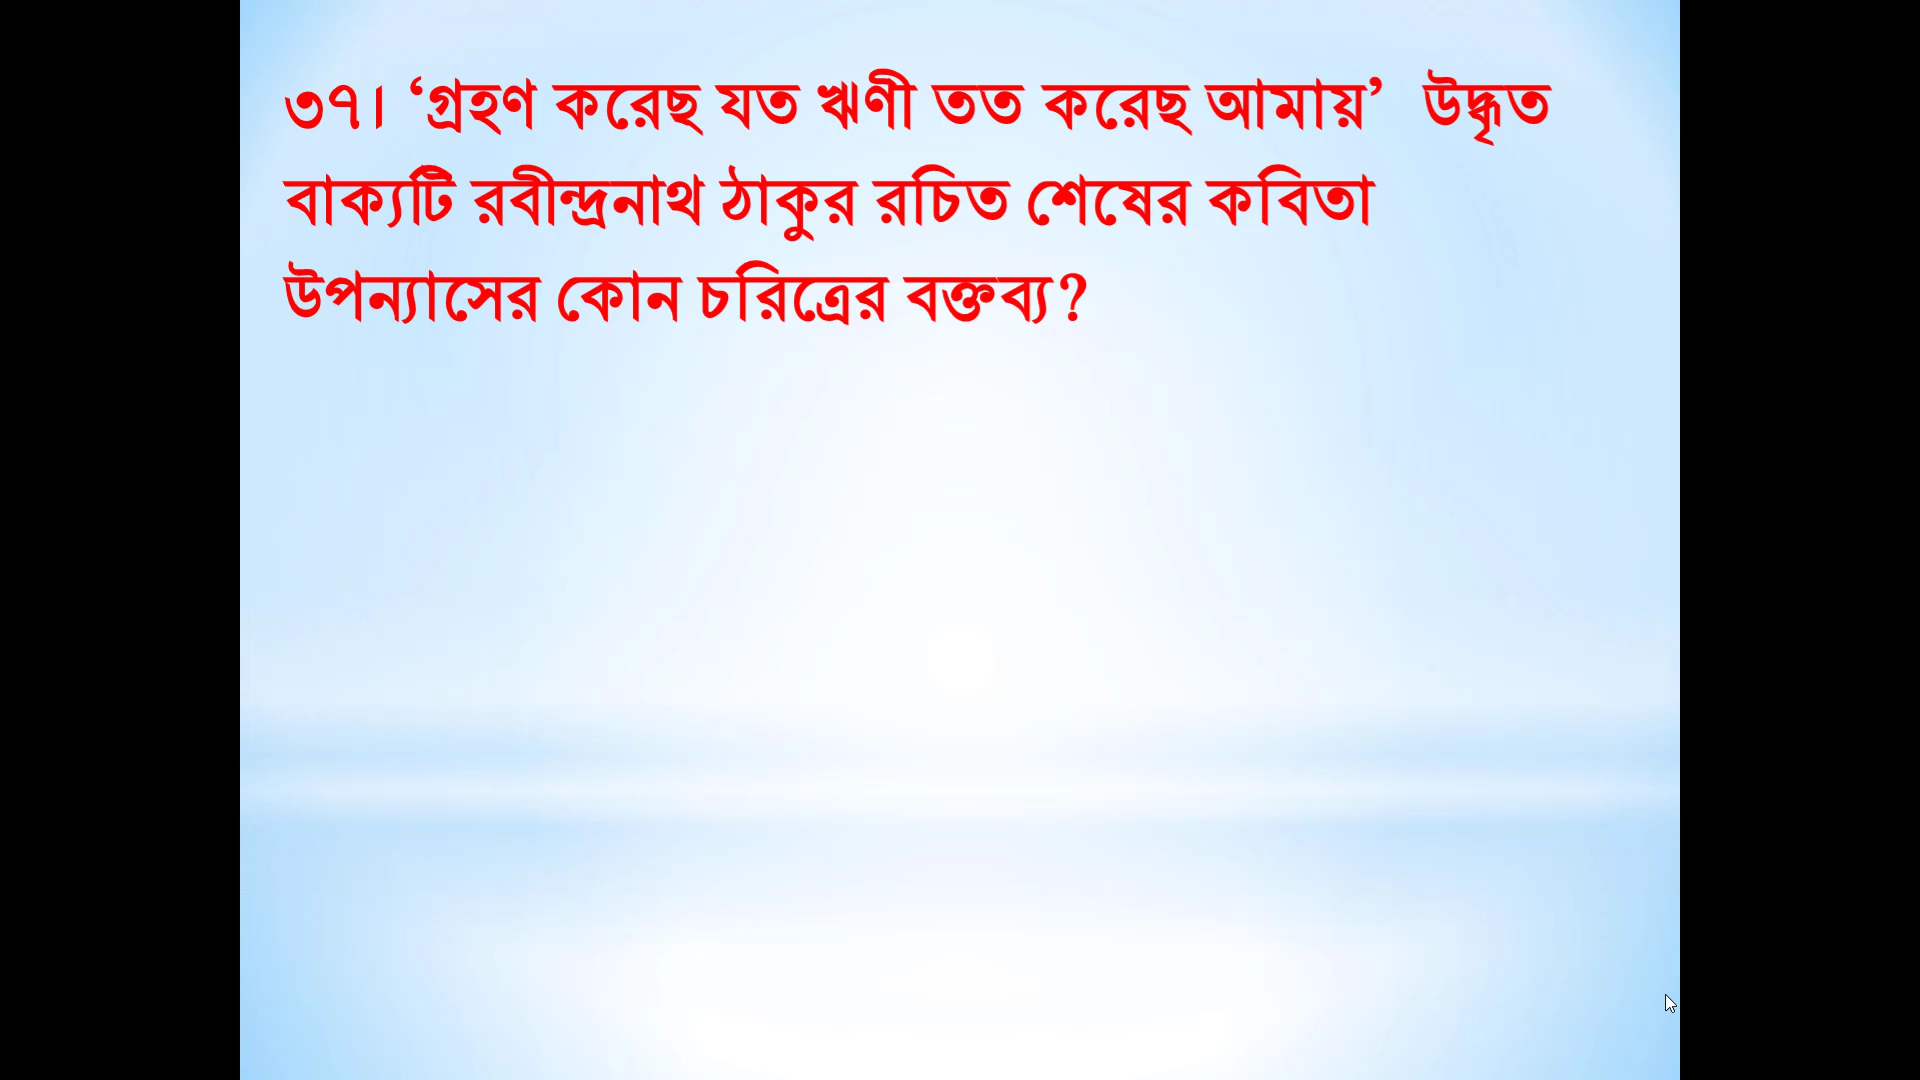 ৩৭। ‘গ্রহণ করেছ যত ঋণী তত করেছ আমায়’ উদ্ধৃত
বাক্যটি রবীন্দ্রনাথ ঠাকুর রচিত শেষের কবিতা
উপন্যাসের কোন চরিত্রের বক্তব্য?